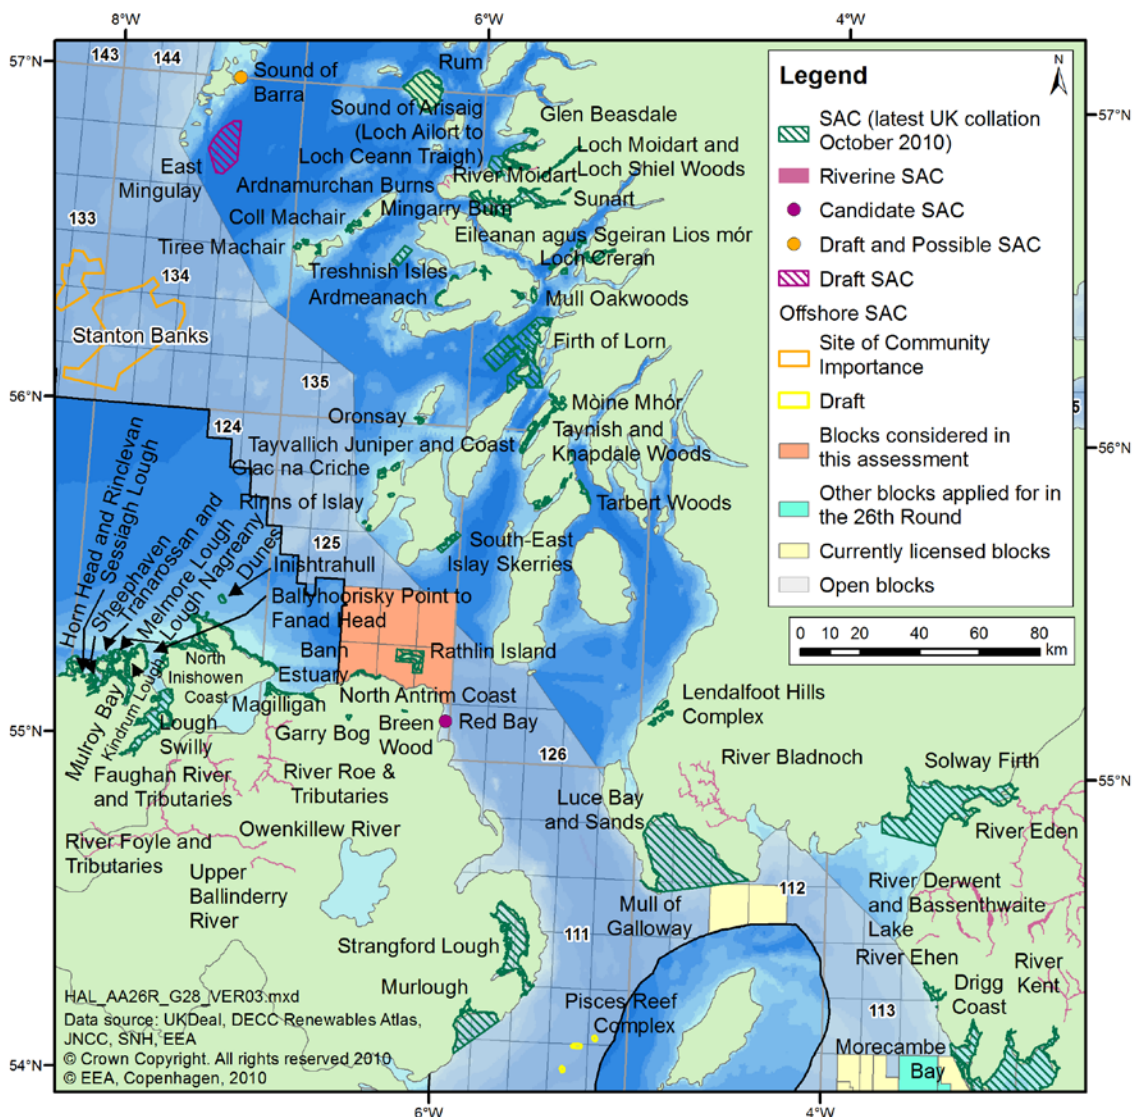 8°W
6°W
4°W
57°N
143
144
Sound of
Barra
Rum
Sound of Arisaig
(Loch Ailort to
Loch Ceann Traigh)
Glen Beasdale
Loch Moidart and
Loch Shiel Woods
East
Mingulay
Ardnamurchan Burns
River Moidart
Sunart
133
Coll Machair
Mingarry Burn
Tiree Machair
Eileanan agus Sgeiran Lios mór
Loch Creran
134
Treshnish Isles
Ardmeanach
Mull Oakwoods
Stanton Banks
Firth of Lorn
56°N
135
124
Oronsay
Mòine Mhór
Tayvallich Juniper and Coast
Taynish and
Knapdale Woods
Glac na Criche
Rinns of Islay
Tarbert Woods
125
South-East
Islay Skerries
Horn Head and Rinclevan
Sessiagh Lough
Sheephaven
Tranarossan and
Melmore Lough
Lough Nagreany
Dunes
Inishtrahull
Ballyhoorisky Point to
Fanad Head
Bann
Estuary
Rathlin Island
North
Inishowen
Coast
North Antrim Coast
Mulroy Bay
Kindrum Lough
Magilligan
Lough
Swilly
Garry Bog
Breen
Wood
Red Bay
Lendalfoot Hills
Complex
55°N
126
Faughan River
and Tributaries
River Roe &
Tributaries
River Bladnoch
Solway Firth
Luce Bay
and Sands
Owenkillew River
River Foyle and
Tributaries
River Eden
Upper
Ballinderry
River
112
Mull of
Galloway
River Derwent
and Bassenthwaite
Lake
Strangford Lough
111
River Ehen
River
Kent
Drigg
Coast
Murlough
Pisces Reef
Complex
113
Morecambe
Bay
HAL_AA26R_G28_VER03.mxd
Data source: UKDeal, DECC Renewables Atlas,
JNCC, SNH, EEA
© Crown Copyright. All rights reserved 2010
© EEA, Copenhagen, 2010
54°N
6°W
4°W
57°N
56°N
55°N
5
Legend
N
SAC (latest UK collation
October 2010)
Riverine SAC
Candidate SAC
Draft and Possible SAC
Draft SAC
Offshore SAC
Site of Community
Importance
Draft
Blocks considered in
this assessment
Other blocks applied for in
the 26th Round
Currently licensed blocks
Open blocks
0 10 20 40 60 80
km